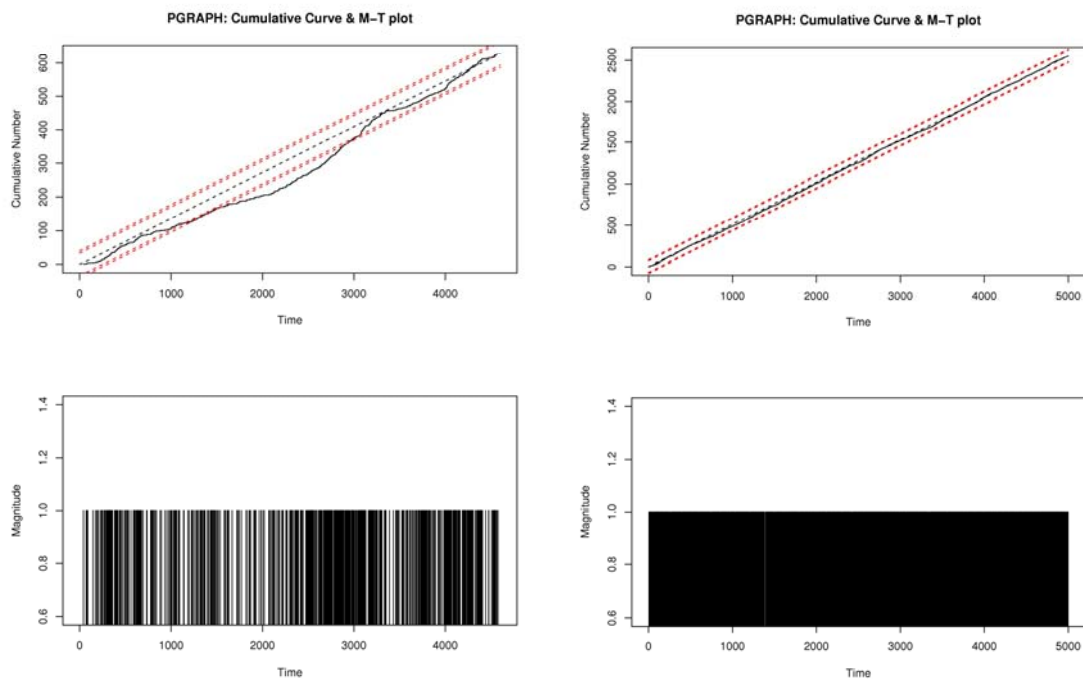 PGRAPH: Cumulative Curve & M−T plot
Cumulative Number
0 100 200 300 400 500 600
0 1000 2000 3000 4000
Time
PGRAPH: Cumulative Curve & M−T plot
Cumulative Number
0 500 1000 1500 2000 2500
0 1000 2000 3000 4000 5000
Time
Magnitude
0.6 0.8 1.0 1.2 1.4
0 1000 2000 3000 4000
Time
Magnitude
0.6 0.8 1.0 1.2 1.4
0 1000 2000 3000 4000 5000
Time